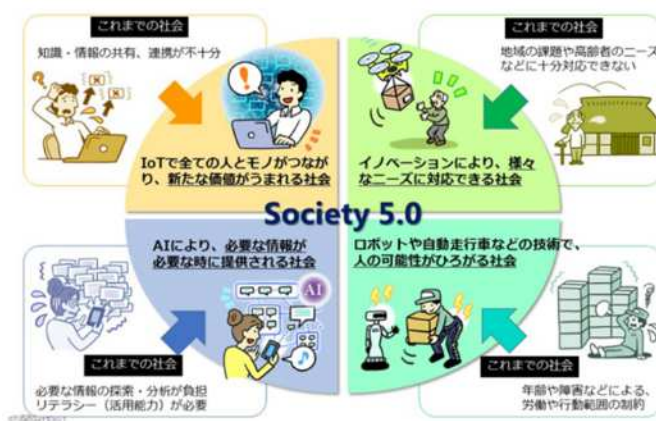 これまでの社会
知識・情報の共有、連携が不十分
これまでの社会
地域の課題や高齢者のニーズ
などに十分対応できない
IoTで全ての人とモノがつなが
り、新たな価値がうまれる社会
イノベーションにより、様々
なニーズに対応できる社会
Society 5.0
AIにより、必要な情報が
必要な時に提供される社会
AI
ロボットや自動走行車などの技術で、
人の可能性がひろがる社会
これまでの社会
必要な情報の探索・分析が負担
リテラシー（活用能力）が必要
これまでの社会
年齢や障害などによる、
労働や行動範囲の制約